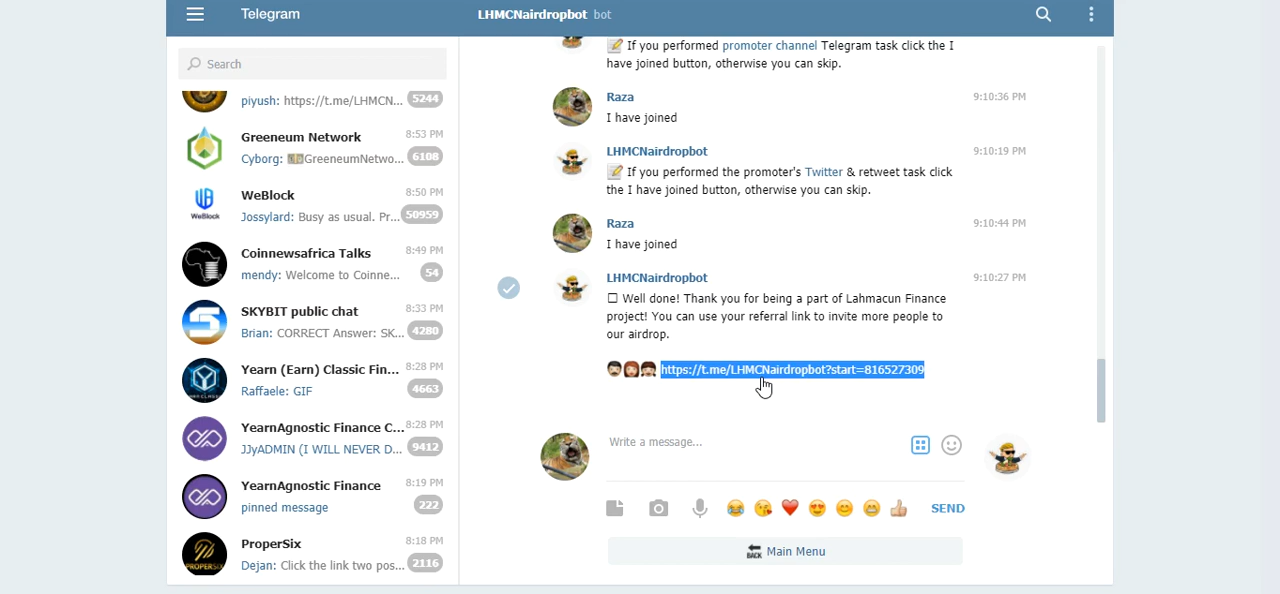 Telegram
LHMCNairdropbot bot
Search
piyush: https://t.me/LHMCN... 5244
Greeneum Network 8:53 PM
Cyborg: 💵GreeneumNetwo... 6108
WeBlock 8:50 PM
WeBlock
Jossylard: Busy as usual. Pr... 50959
Coinnewsafrica Talks 8:49 PM
mendy: Welcome to Coinne... 54
SKYBIT public chat 8:33 PM
Brian: CORRECT Answer: SK... 4280
Yearn (Earn) Classic Fin... 8:28 PM
Raffaele: GIF 4663
YearnAgnostic Finance C... 8:28 PM
JJyADMIN (I WILL NEVER D... 9412
YearnAgnostic Finance 8:19 PM
pinned message 222
ProperSix 8:18 PM
PROPERSIX
Dejan: Click the link two pos... 2116
📝 If you performed promoter channel Telegram task click the I
have joined button, otherwise you can skip.
Raza 9:10:36 PM
I have joined
LHMCNairdropbot 9:10:19 PM
📝 If you performed the promoter's Twitter & retweet task click
the I have joined button, otherwise you can skip.
Raza 9:10:44 PM
I have joined
LHMCNairdropbot 9:10:27 PM
□ Well done! Thank you for being a part of Lahmacun Finance
project! You can use your referral link to invite more people to
our airdrop.
https://t.me/LHMCNairdropbot?start=816527309
Write a message...
SEND
🔙 Main Menu